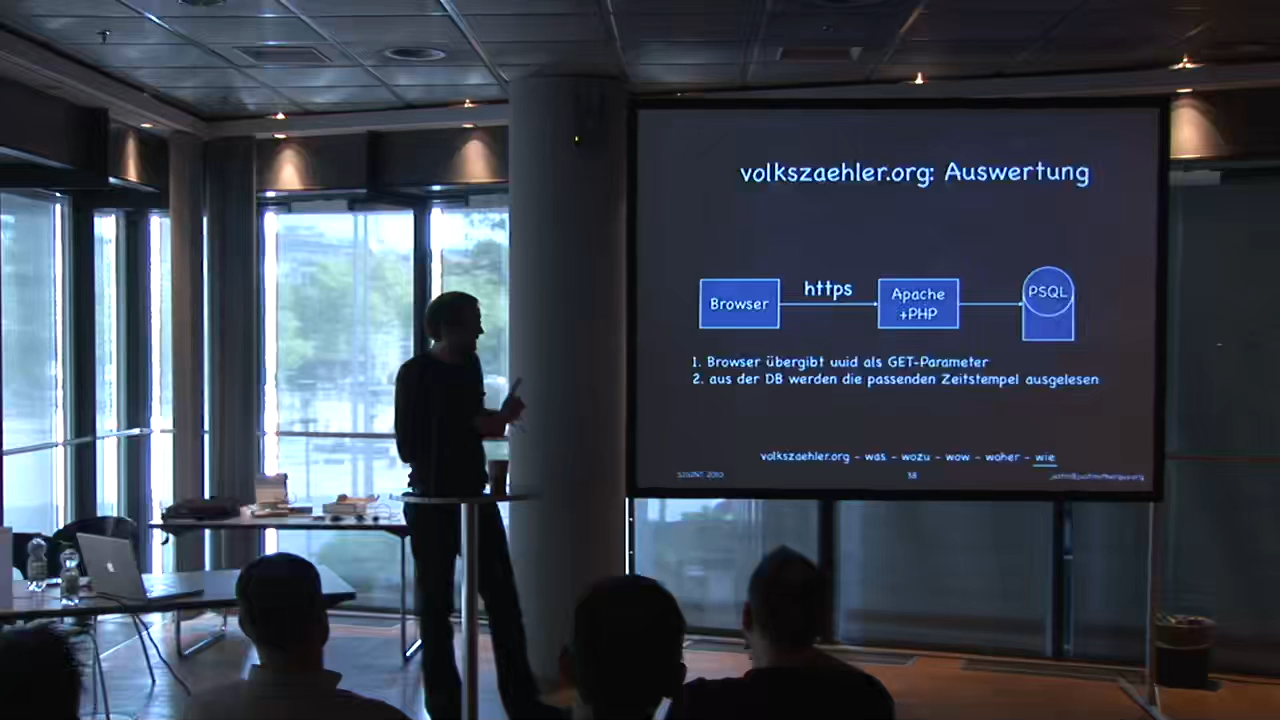 volkszaehler.org: Auswertung
Browser
https
Apache
+PHP
PSQL
1. Browser übergibt uuid als GET-Parameter
2. aus der DB werden die passenden Zeitstempel ausgelesen
volkszaehler.org - was - wozu - wow - woher - wie
38